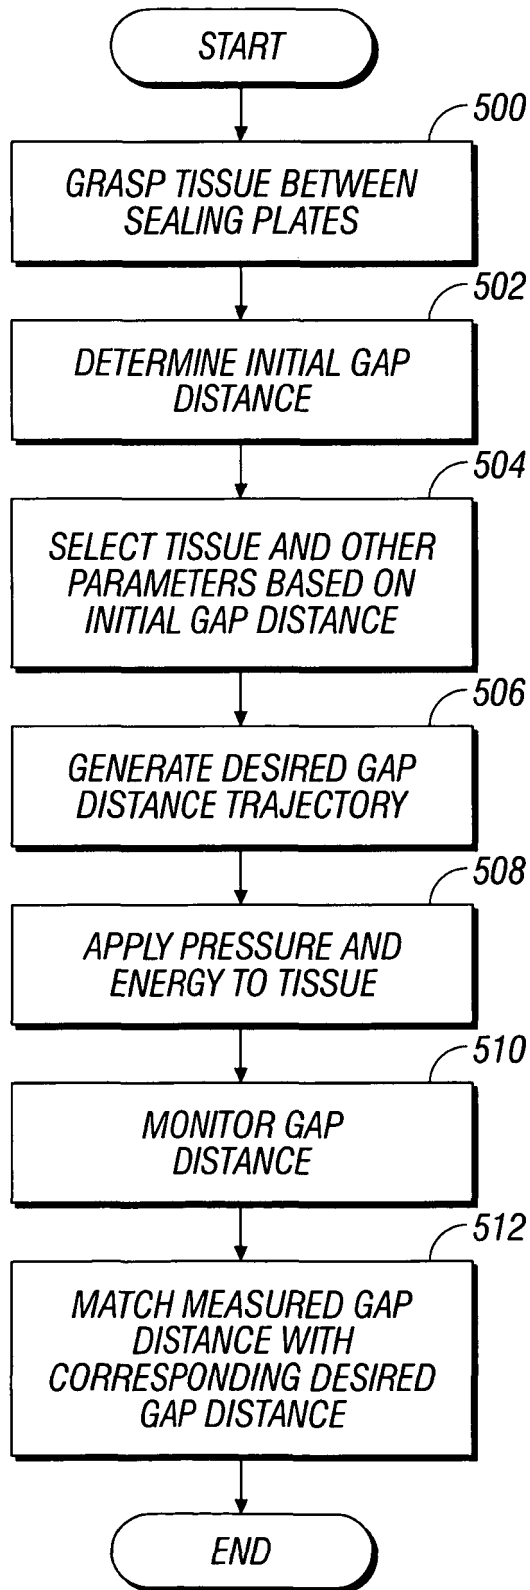 START
500
GRASP TISSUE BETWEEN
SEALING PLATES
502
DETERMINE INITIAL GAP
DISTANCE
504
SELECT TISSUE AND OTHER
PARAMETERS BASED ON
INITIAL GAP DISTANCE
506
GENERATE DESIRED GAP
DISTANCE TRAJECTORY
508
APPLY PRESSURE AND
ENERGY TO TISSUE
510
MONITOR GAP
DISTANCE
512
MATCH MEASURED GAP
DISTANCE WITH
CORRESPONDING DESIRED
GAP DISTANCE
END